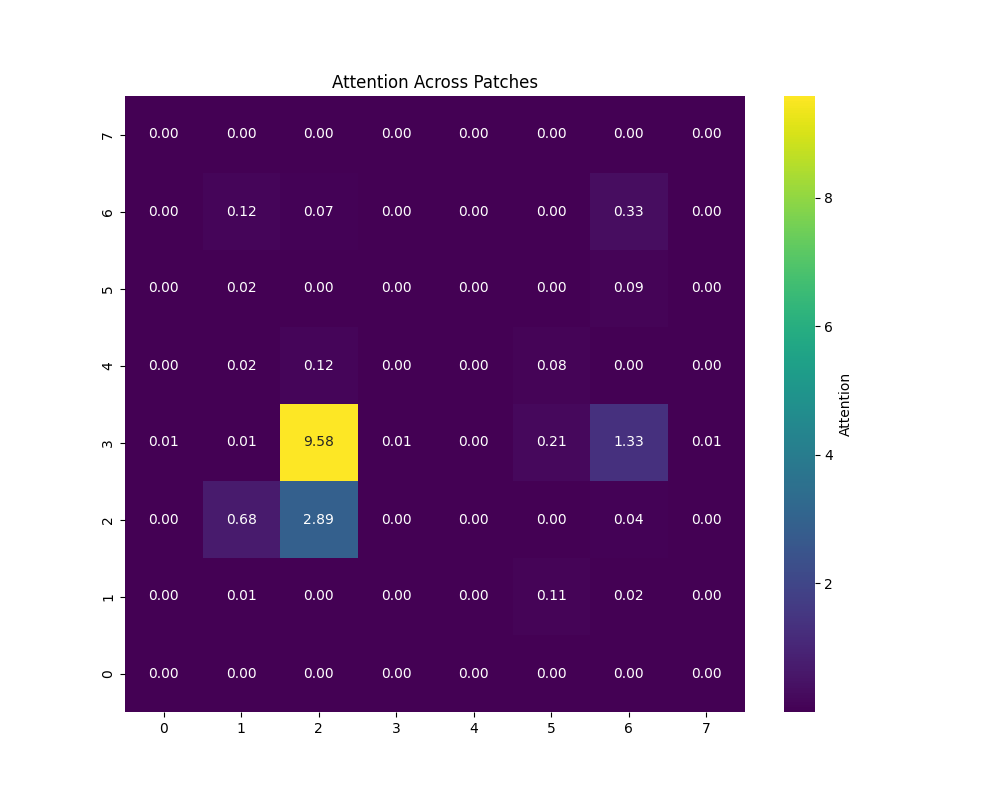 Attention Across Patches
7 0.00 0.00 0.00 0.00 0.00 0.00 0.00 0.00
6 0.00 0.12 0.07 0.00 0.00 0.00 0.33 0.00
5 0.00 0.02 0.00 0.00 0.00 0.00 0.09 0.00
4 0.00 0.02 0.12 0.00 0.00 0.08 0.00 0.00
3 0.01 0.01 9.58 0.01 0.00 0.21 1.33 0.01
2 0.00 0.68 2.89 0.00 0.00 0.00 0.04 0.00
1 0.00 0.01 0.00 0.00 0.00 0.11 0.02 0.00
0 0.00 0.00 0.00 0.00 0.00 0.00 0.00 0.00
0 1 2 3 4 5 6 7
8
6
4
2
Attention